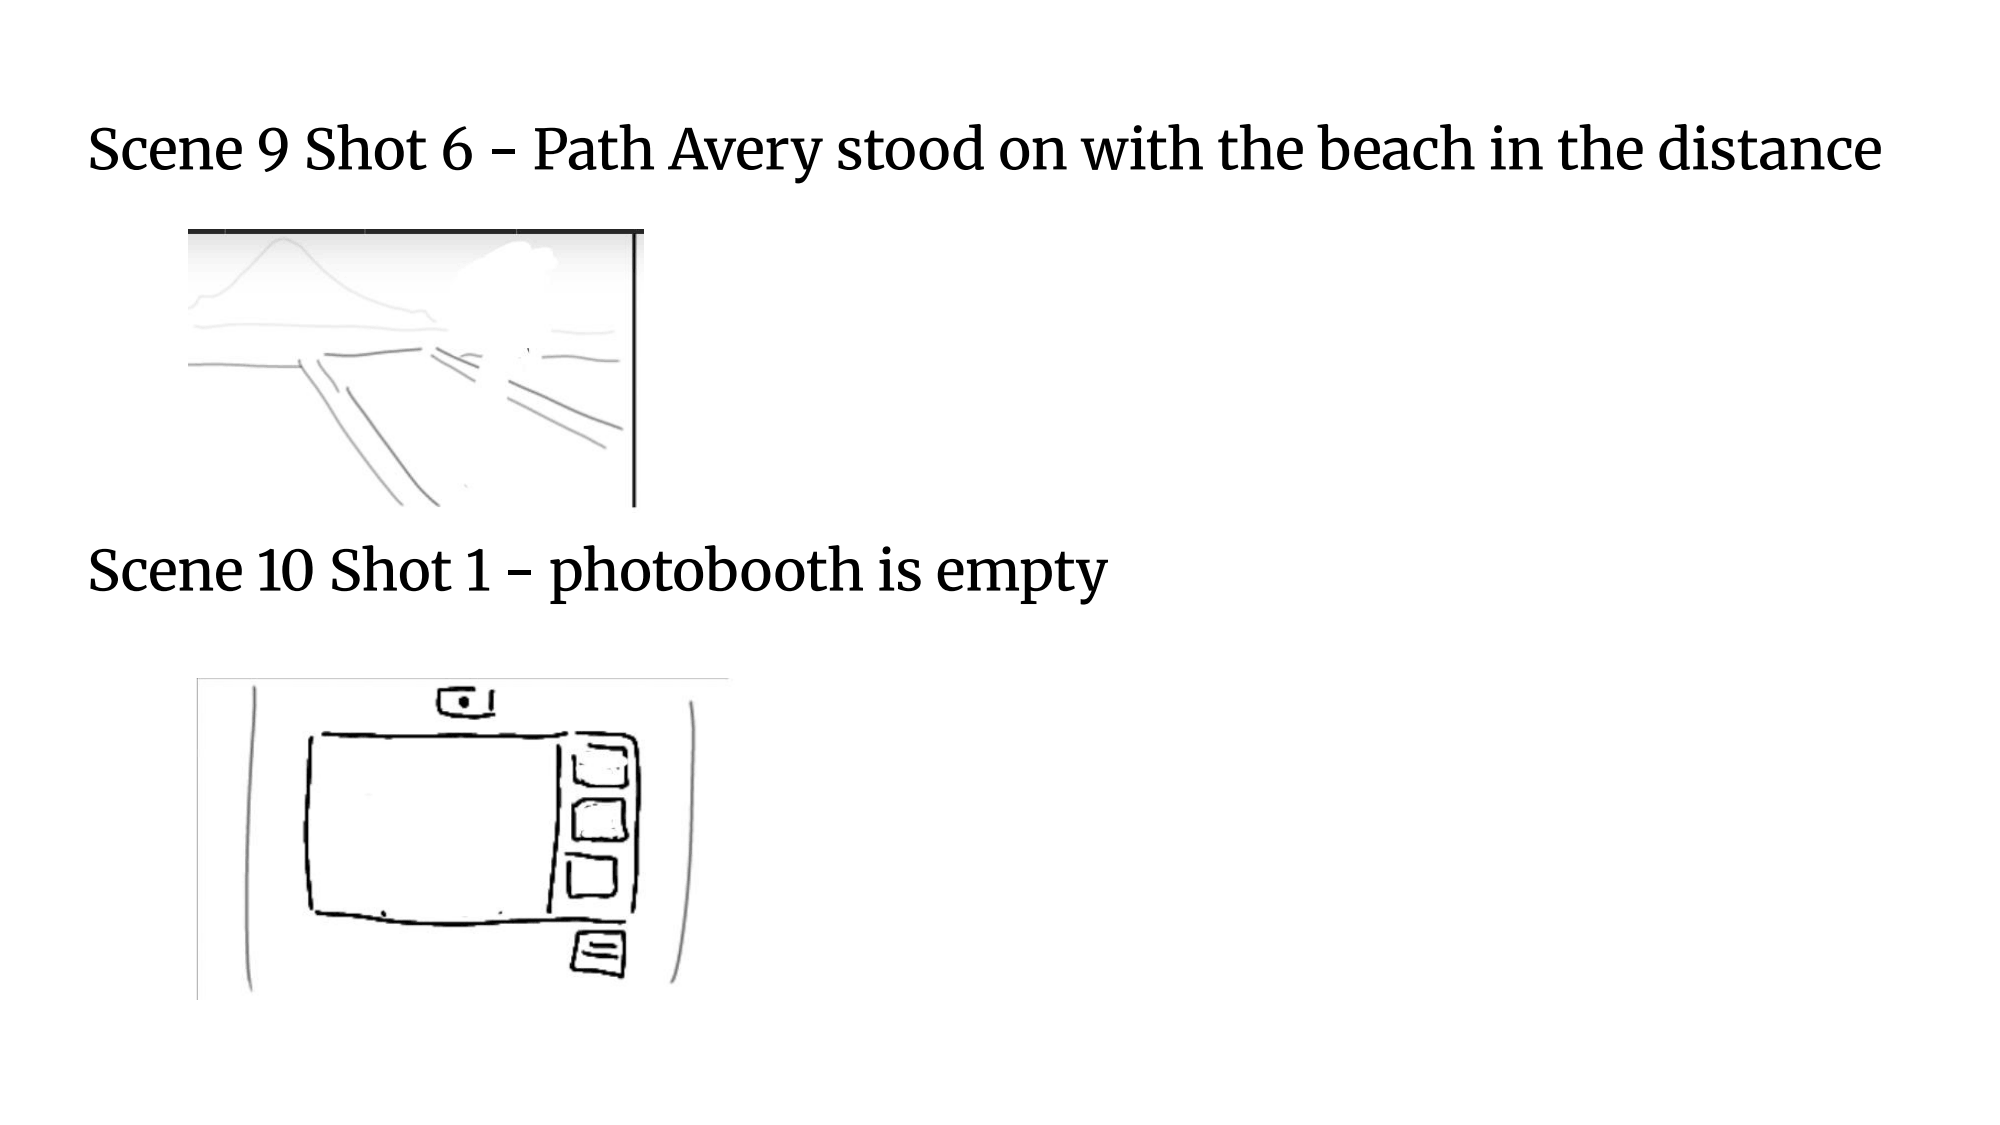 Scene 9 Shot 6 - Path Avery stood on with the beach in the distance
Scene 10 Shot 1 - photobooth is empty